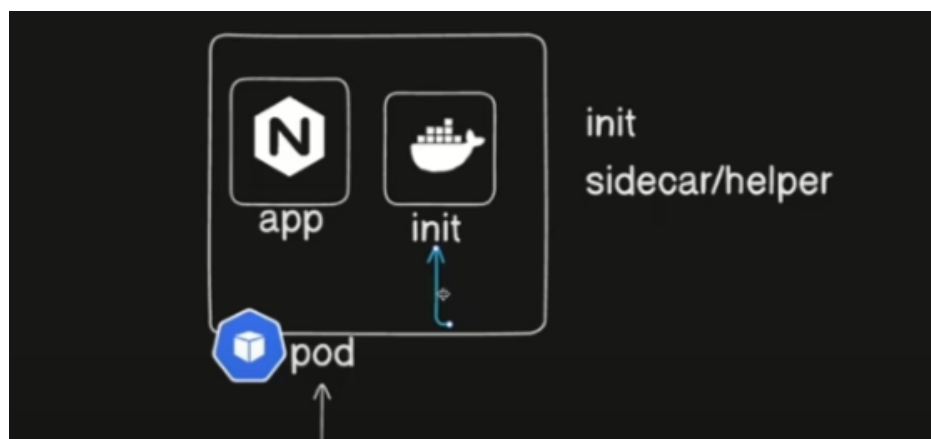 init
sidecar/helper
app
init
pod